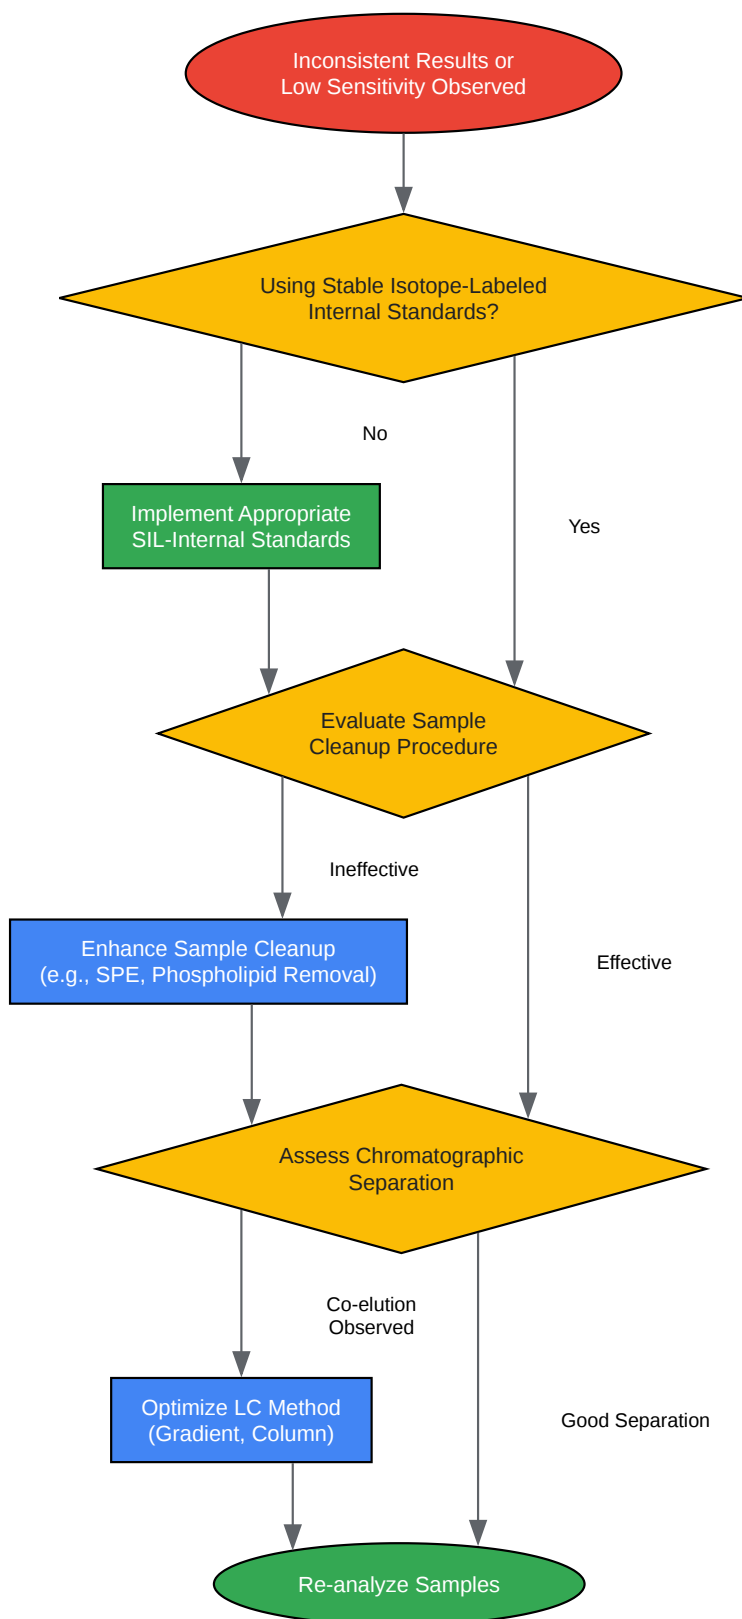 Inconsistent Results or
Low Sensitivity Observed
Using Stable Isotope-Labeled
Internal Standards?
No
Implement Appropriate
SIL-Internal Standards
Yes
Evaluate Sample
Cleanup Procedure
Ineffective
Enhance Sample Cleanup
(e.g., SPE, Phospholipid Removal)
Effective
Assess Chromatographic
Separation
Co-elution
Observed
Optimize LC Method
(Gradient, Column)
Good Separation
Re-analyze Samples